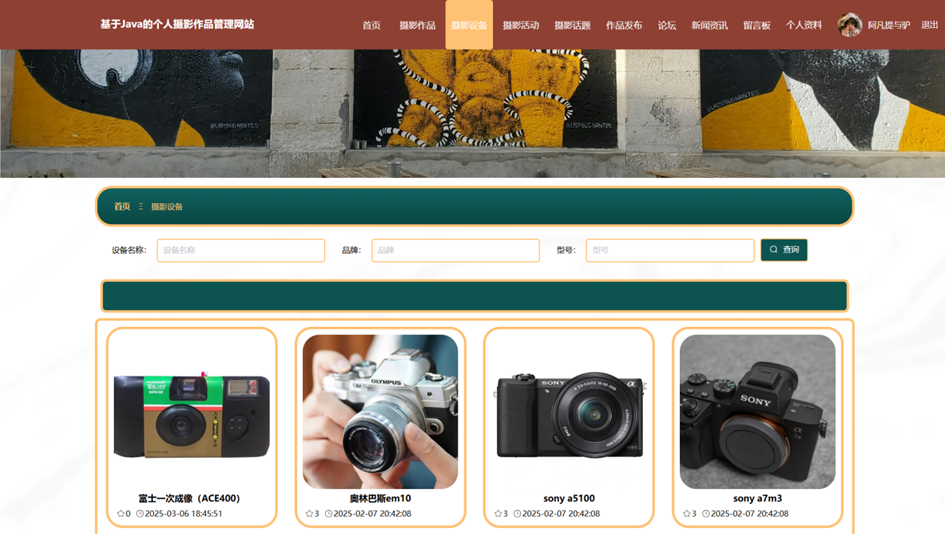 基于Java的个人摄影作品管理网站
首页 摄影作品 摄影设备 摄影活动 摄影话题 作品发布 论坛 新闻资讯 留言板 个人资料 阿凡提与驴 退出
@LADYBUGNANTES
@LADYBUGNANTES
@LADYBUGNANTES
首页 Ξ 摄影设备
设备名称: 设备名称 品牌: 品牌 型号: 型号 查询
OLYMPUS
SONY α
SONY
富士一次成像（ACE400） 奥林巴斯em10 sony a5100 sony a7m3
0 2025-03-06 18:45:51 3 2025-02-07 20:42:08 3 2025-02-07 20:42:08 3 2025-02-07 20:42:08